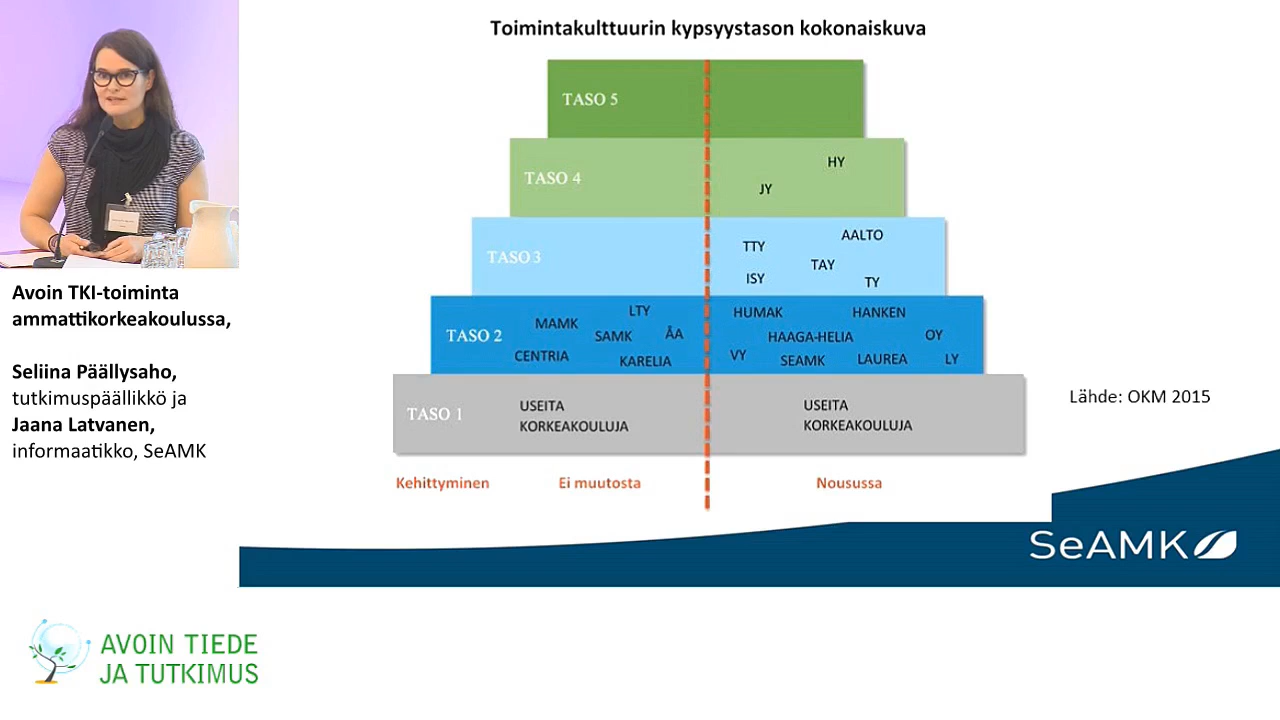 Toimintakulttuurin kypsyystason kokonaiskuva
TASO 5
TASO 4
HY
JY
TASO 3
TTY
AALTO
TAY
ISY
TY
TASO 2
MAMK
LTY
SAMK
ÅA
CENTRIA
KARELIA
HUMAK
HANKEN
HAAGA-HELIA
OY
VY
SEAMK
LAUREA
LY
TASO 1
USEITA
KORKEAKOULUJA
USEITA
KORKEAKOULUJA
Kehittyminen
Ei muutosta
Nousussa
Lähde: OKM 2015
SeAMK
Avoin TKI-toiminta
ammattikorkeakoulussa,
Seliina Päällysaho,
tutkimuspäällikkö ja
Jaana Latvanen,
informaatikko, SeAMK
AVOIN TIEDE
JA TUTKIMUS